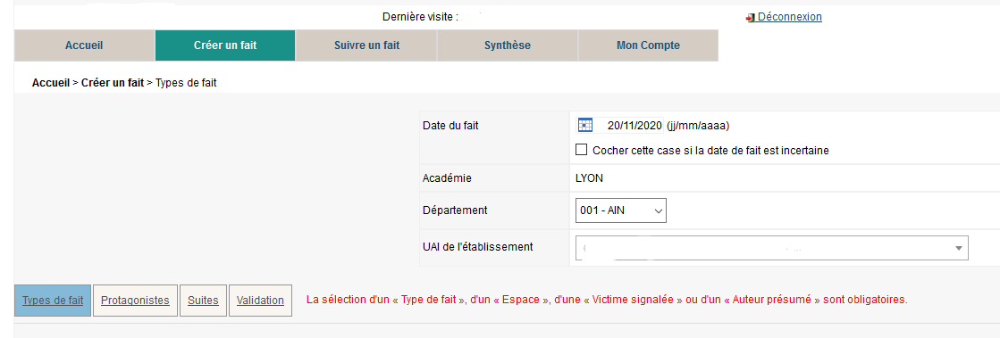 Dernière visite :
Déconnexion
Accueil
Créer un fait
Suivre un fait
Synthèse
Mon Compte
Accueil > Créer un fait > Types de fait
Date du fait
20/11/2020 (jj/mm/aaaa)
Cocher cette case si la date de fait est incertaine
Académie
LYON
Département
001 - AIN
UAI de l'établissement
Types de fait
Protagonistes
Suites
Validation
La sélection d'un « Type de fait », d'un « Espace », d'une « Victime signalée » ou d'un « Auteur présumé » sont obligatoires.